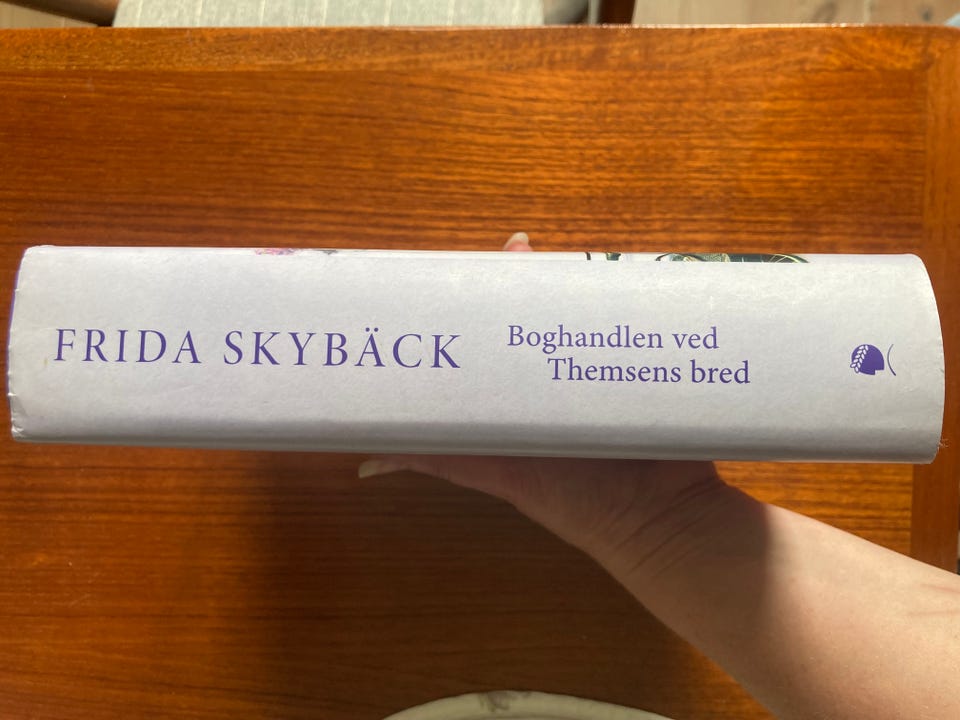 FRIDA SKYBÄCK
Boghandlen ved
Themsens bred